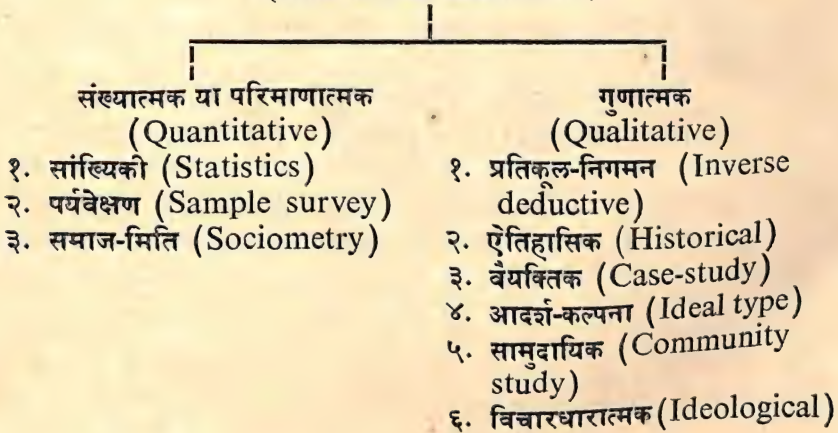 संख्यात्मक या परिमाणात्मक
(Quantitative)
१. सांख्यिकी (Statistics)
२. पर्यवेक्षण (Sample survey)
३. समाज-मिति (Sociometry)
गुणात्मक
(Qualitative)
१. प्रतिकूल-निगमन (Inverse
deductive)
२. ऐतिहासिक (Historical)
३. वैयक्तिक (Case-study)
४. आदर्श-कल्पना (Ideal type)
५. सामुदायिक (Community
study)
६. विचारधारात्मक (Ideological)